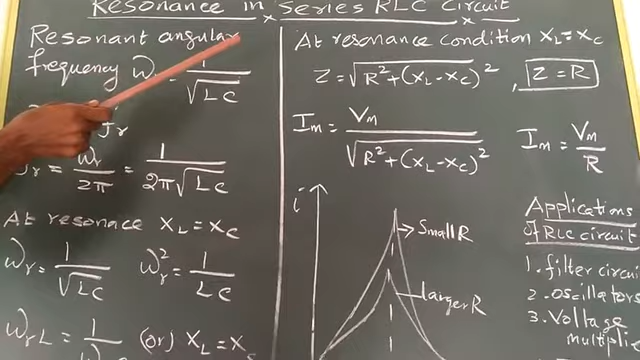 Resonance in series RLC circuit
Resonant angular
frequency ω = 1/√LC
fr
= ωr/2π = 1/2π√LC
At resonace XL=Xc
ωr = 1/√LC ωr² = 1/LC
ωrL = 1/ω (or) XL=X
At resonance condition XL=Xc
Z=√R²+(XL-Xc)², Z=R
Im = Vm/√R²+(XL-Xc)² Im = Vm/R
i
Small R
larger R
Applications
of RLC circuit
1. filter circui
2. oscillators
3. Voltage
multipli